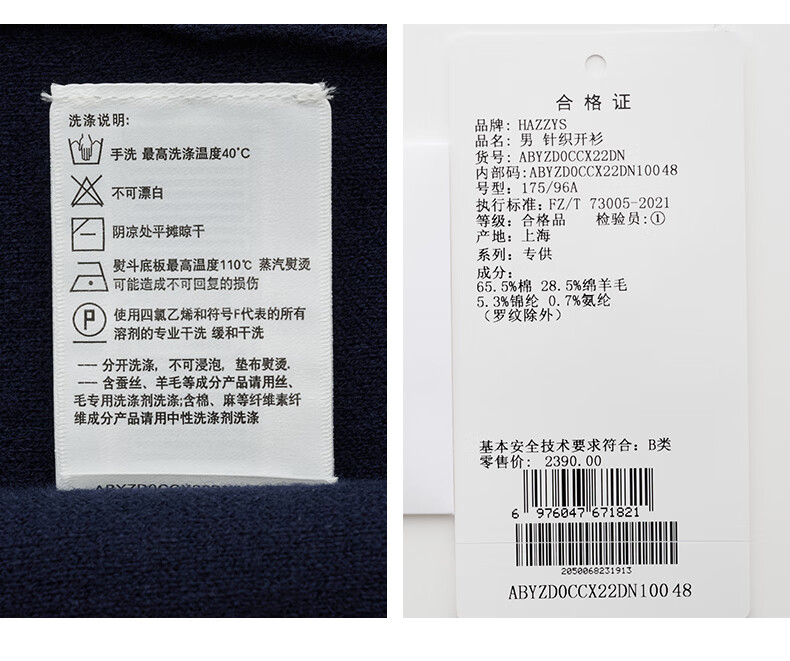 洗涤说明:
手洗 最高洗涤温度40℃
不可漂白
阴凉处平摊晾干
熨斗底板最高温度110℃ 蒸汽熨烫
可能造成不可回复的损伤
P
使用四氯乙烯和符号F代表的所有
溶剂的专业干洗 缓和干洗
--- 分开洗涤, 不可浸泡, 垫布熨烫.
--- 含蚕丝、羊毛等成分产品请用丝、
毛专用洗涤剂洗涤;含棉、麻等纤维素纤
维成分产品请用中性洗涤剂洗涤
合格证
品牌: HAZZYS
品名: 男 针织开衫
货号: ABYZD0CCX22DN
内部码:ABYZD0CCX22DN10048
号型: 175/96A
执行标准: FZ/T 73005-2021
等级: 合格品 检验员:①
产地: 上海
系列: 专供
成分:
65.5%棉 28.5%绵羊毛
5.3%锦纶 0.7%氨纶
(罗纹除外)
基本安全技术要求符合: B类
零售价: 2390.00
6 976047 671821
2050068231913
ABYZD0CCX22DN10048